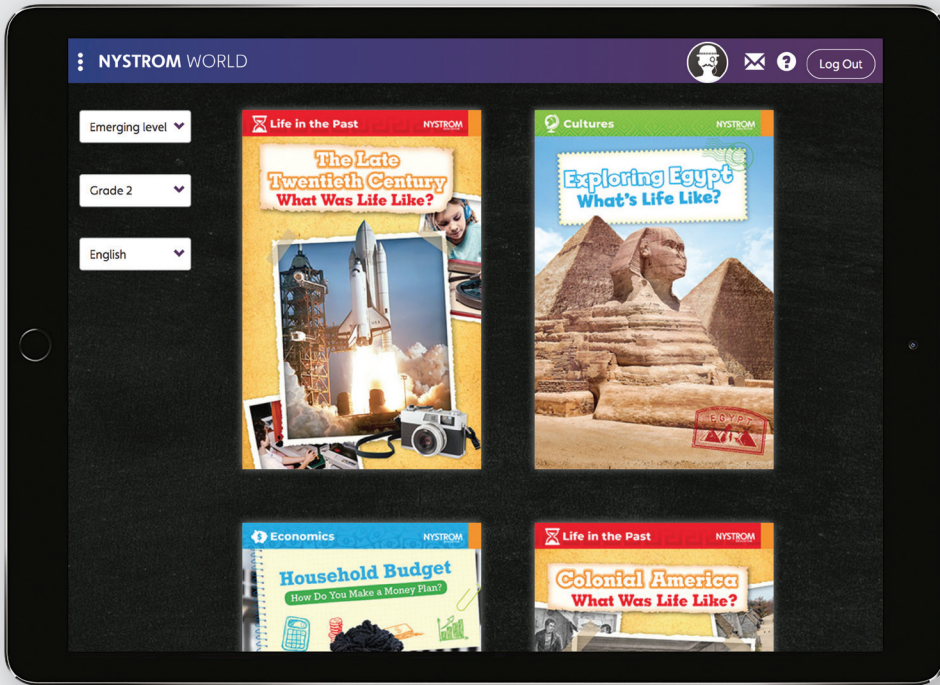 NYSTROM WORLD
Log Out
Emerging level
Grade 2
English
Life in the Past
NYSTROM
The Late
Twentieth Century
What Was Life Like?
Cultures
NYSTROM
Exploring Egypt
What's Life Like?
EGYPT
Economics
NYSTROM
Household Budget
How Do You Make a Money Plan?
Life in the Past
NYSTROM
Colonial America
What Was Life Like?